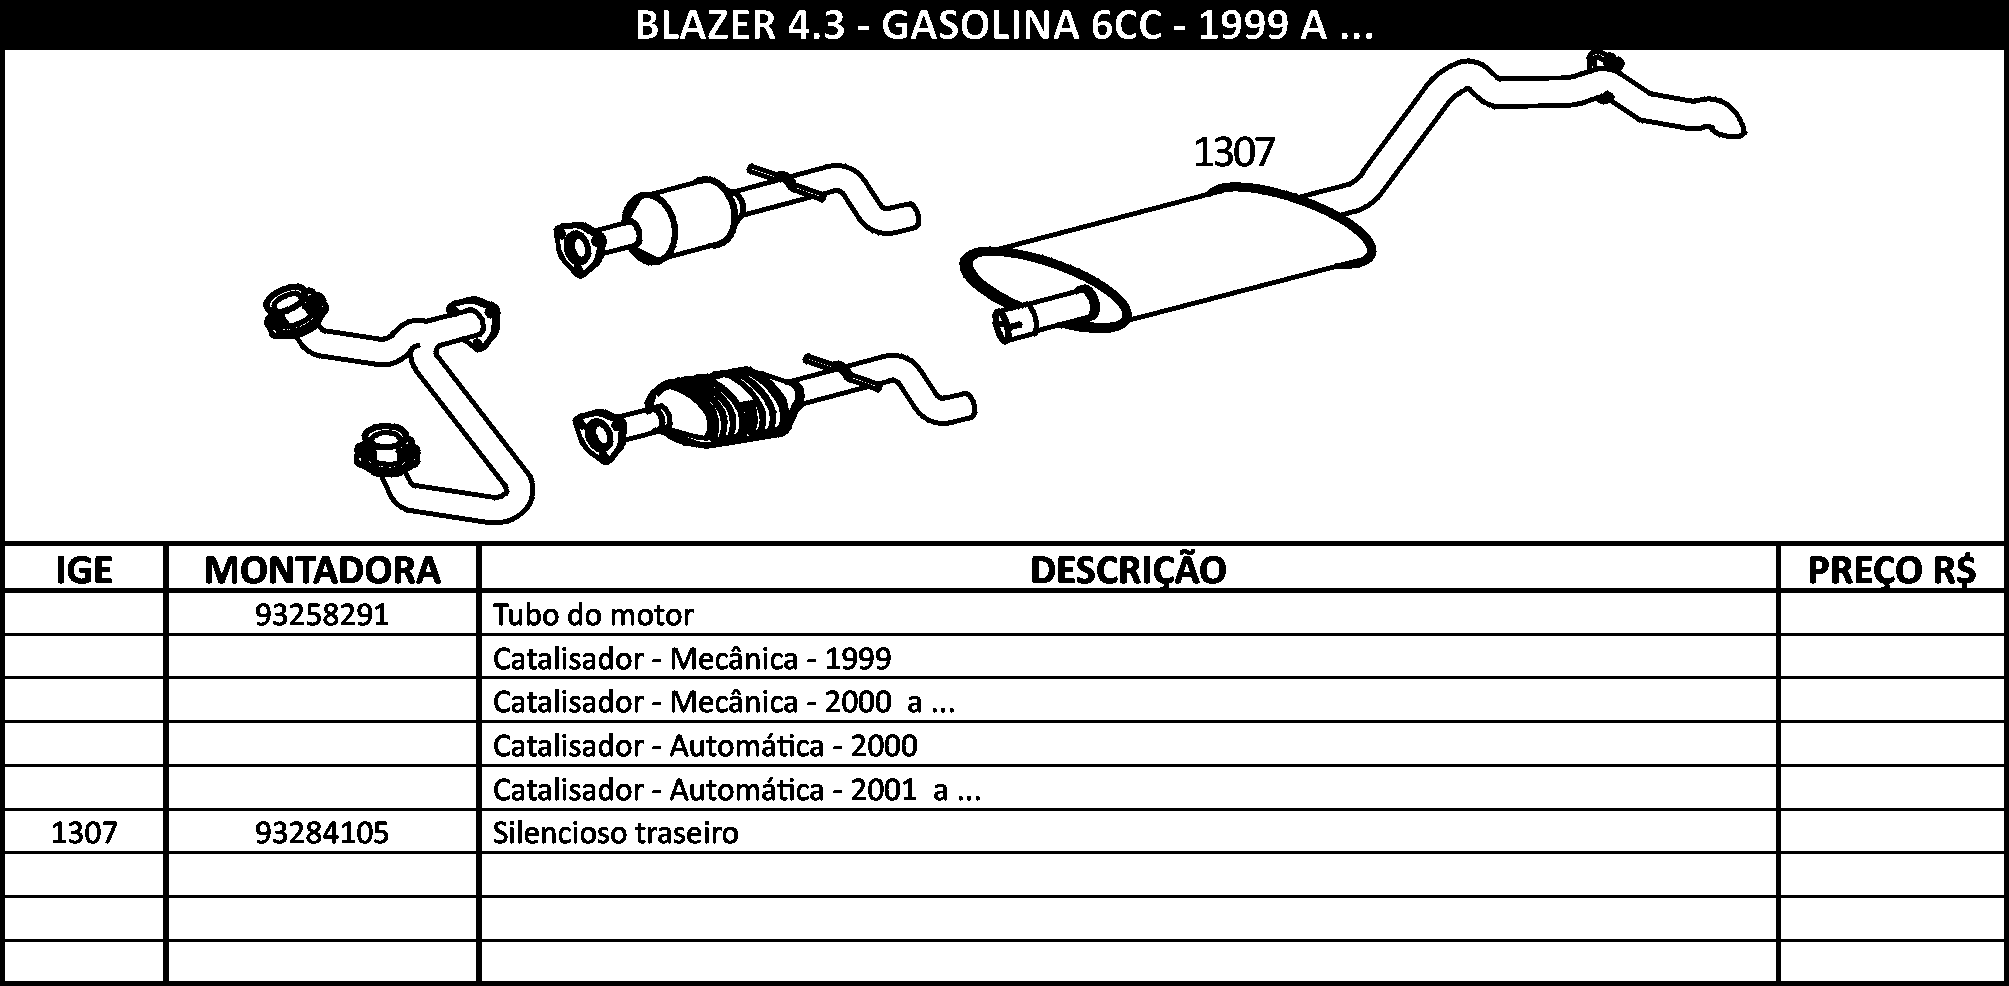 BLAZER 4.3 - GASOLINA 6CC - 1999 A ...
1307
IGE MONTADORA DESCRIÇÃO PREÇO R$
93258291 Tubo do motor
Catalisador - Mecânica - 1999
Catalisador - Mecânica - 2000 a ...
Catalisador - Automática - 2000
Catalisador - Automática - 2001 a ...
1307 93284105 Silencioso traseiro